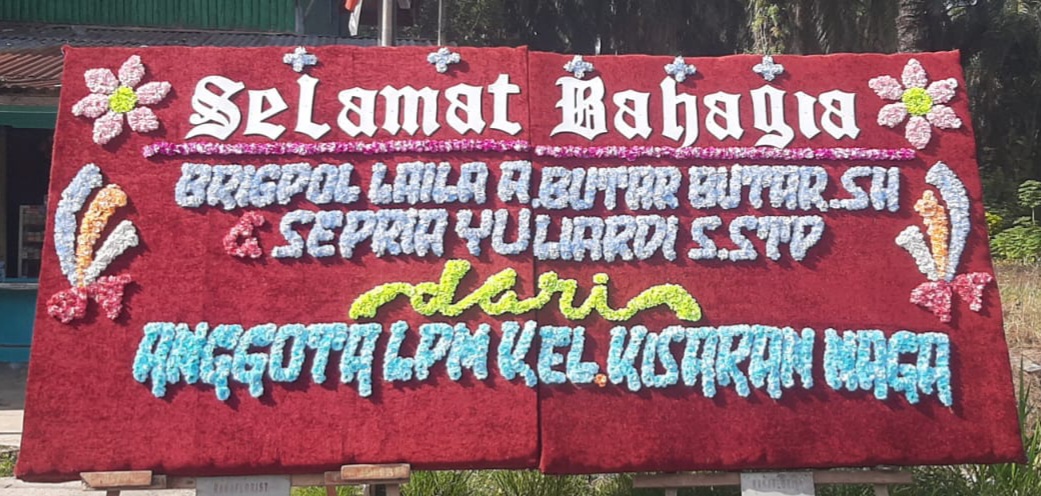 Selamat Bahagia
BRIGPOL LAILA A.BUTAR BUTAR.SH
& SEPRIA YULIARDI S.STP
dari
ANGGOTA LPM KEL.KISARAN NAGA